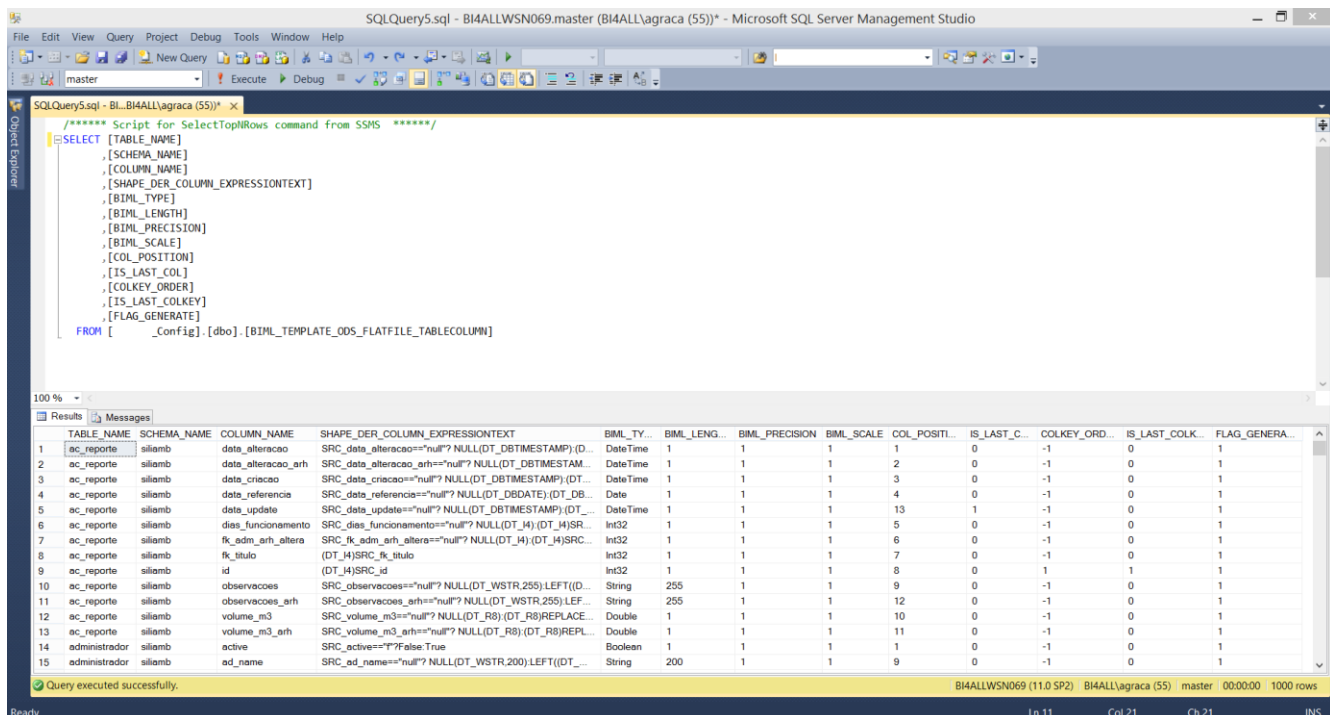 SQLQuery5.sql - BI4ALLWSN069.master (BI4ALL\agraca (55))* - Microsoft SQL Server Management Studio
File Edit View Query Project Debug Tools Window Help
New Query
master Execute Debug
SQLQuery5.sql - BI...BI4ALL\agraca (55))*
Object Explorer
/****** Script for SelectTopNRows command from SSMS ******/
SELECT [TABLE_NAME]
,[SCHEMA_NAME]
,[COLUMN_NAME]
,[SHAPE_DER_COLUMN_EXPRESSIONTEXT]
,[BIML_TYPE]
,[BIML_LENGTH]
,[BIML_PRECISION]
,[BIML_SCALE]
,[COL_POSITION]
,[IS_LAST_COL]
,[COLKEY_ORDER]
,[IS_LAST_COLKEY]
,[FLAG_GENERATE]
FROM [ _Config].[dbo].[BIML_TEMPLATE_ODS_FLATFILE_TABLECOLUMN]
100 %
Results Messages
TABLE_NAME SCHEMA_NAME COLUMN_NAME SHAPE_DER_COLUMN_EXPRESSIONTEXT BIML_TY... BIML_LENG... BIML_PRECISION BIML_SCALE COL_POSITI... IS_LAST_C... COLKEY_ORD... IS_LAST_COLK... FLAG_GENERA...
1 ac_reporte siliamb data_alteracao SRC_data_alteracao=="null"? NULL(DT_DBTIMESTAMP):(D... DateTime 1 1 1 1 0 -1 0 1
2 ac_reporte siliamb data_alteracao_arh SRC_data_alteracao_arh=="null"? NULL(DT_DBTIMESTAM... DateTime 1 1 1 2 0 -1 0 1
3 ac_reporte siliamb data_criacao SRC_data_criacao=="null"? NULL(DT_DBTIMESTAMP):(DT... DateTime 1 1 1 3 0 -1 0 1
4 ac_reporte siliamb data_referencia SRC_data_referencia=="null"? NULL(DT_DBDATE):(DT_DB... Date 1 1 1 4 0 -1 0 1
5 ac_reporte siliamb data_update SRC_data_update=="null"? NULL(DT_DBTIMESTAMP):(DT_... DateTime 1 1 1 13 1 -1 0 1
6 ac_reporte siliamb dias_funcionamento SRC_dias_funcionamento=="null"? NULL(DT_I4):(DT_I4)SR... Int32 1 1 1 5 0 -1 0 1
7 ac_reporte siliamb fk_adm_arh_altera SRC_fk_adm_arh_altera=="null"? NULL(DT_I4):(DT_I4)SRC... Int32 1 1 1 6 0 -1 0 1
8 ac_reporte siliamb fk_titulo (DT_I4)SRC_fk_titulo Int32 1 1 1 7 0 -1 0 1
9 ac_reporte siliamb id (DT_I4)SRC_id Int32 1 1 1 8 0 1 1 1
10 ac_reporte siliamb observacoes SRC_observacoes=="null"? NULL(DT_WSTR,255):LEFT((D... String 255 1 1 9 0 -1 0 1
11 ac_reporte siliamb observacoes_arh SRC_observacoes_arh=="null"? NULL(DT_WSTR,255):LEF... String 255 1 1 12 0 -1 0 1
12 ac_reporte siliamb volume_m3 SRC_volume_m3=="null"? NULL(DT_R8):(DT_R8)REPLACE... Double 1 1 1 10 0 -1 0 1
13 ac_reporte siliamb volume_m3_arh SRC_volume_m3_arh=="null"? NULL(DT_R8):(DT_R8)REPL... Double 1 1 1 11 0 -1 0 1
14 administrador siliamb active SRC_active=="f"?False:True Boolean 1 1 1 1 0 -1 0 1
15 administrador siliamb ad_name SRC_ad_name=="null"? NULL(DT_WSTR,200):LEFT((DT_... String 200 1 1 9 0 -1 0 1
Query executed successfully. BI4ALLWSN069 (11.0 SP2) BI4ALL\agraca (55) master 00:00:00 1000 rows
Ready Ln 11 Col 21 Ch 21 INS